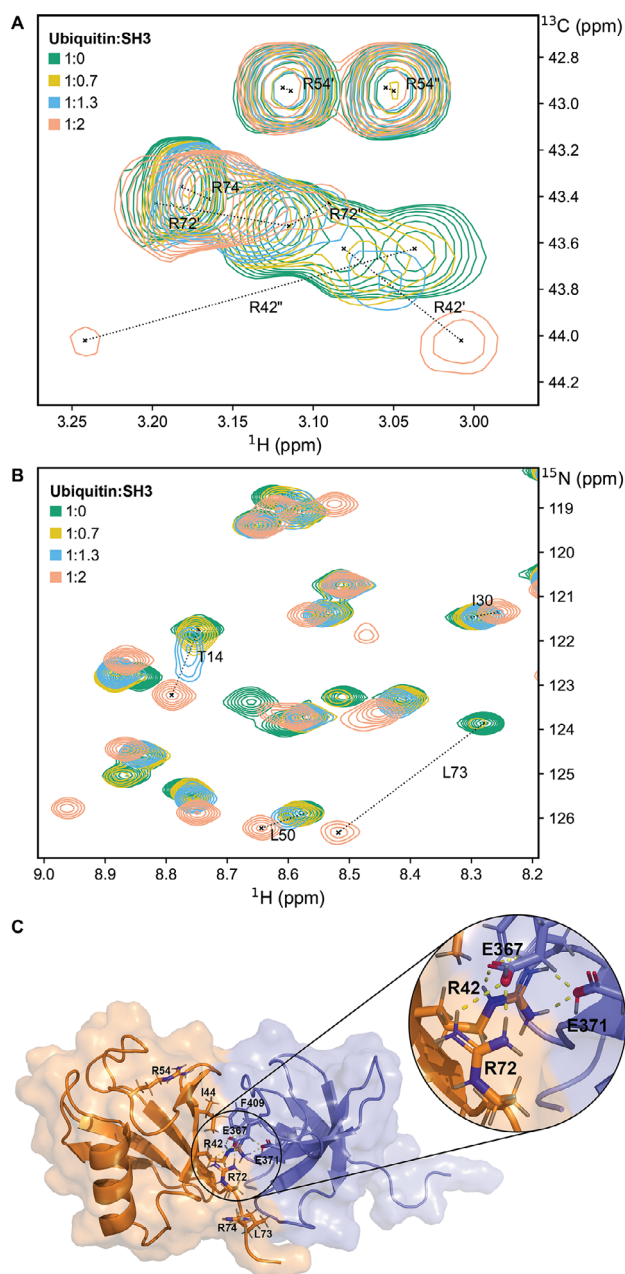 A
13C (ppm)
Ubiquitin:SH3
1:0
1:0.7
1:1.3
1:2
R54'
R54"
R74
R72'
R72"
R42"
R42'
42.8
43.0
43.2
43.4
43.6
43.8
44.0
44.2
3.25 3.20 3.15 3.10 3.05 3.00
1H (ppm)
B
15N (ppm)
Ubiquitin:SH3
1:0
1:0.7
1:1.3
1:2
I30
T14
L73
L50
119
120
121
122
123
124
125
126
9.0 8.9 8.8 8.7 8.6 8.5 8.4 8.3 8.2
1H (ppm)
C
E367
R42
E371
R72
R54
I44
F409
E367
R42
E371
R72
R74
L73